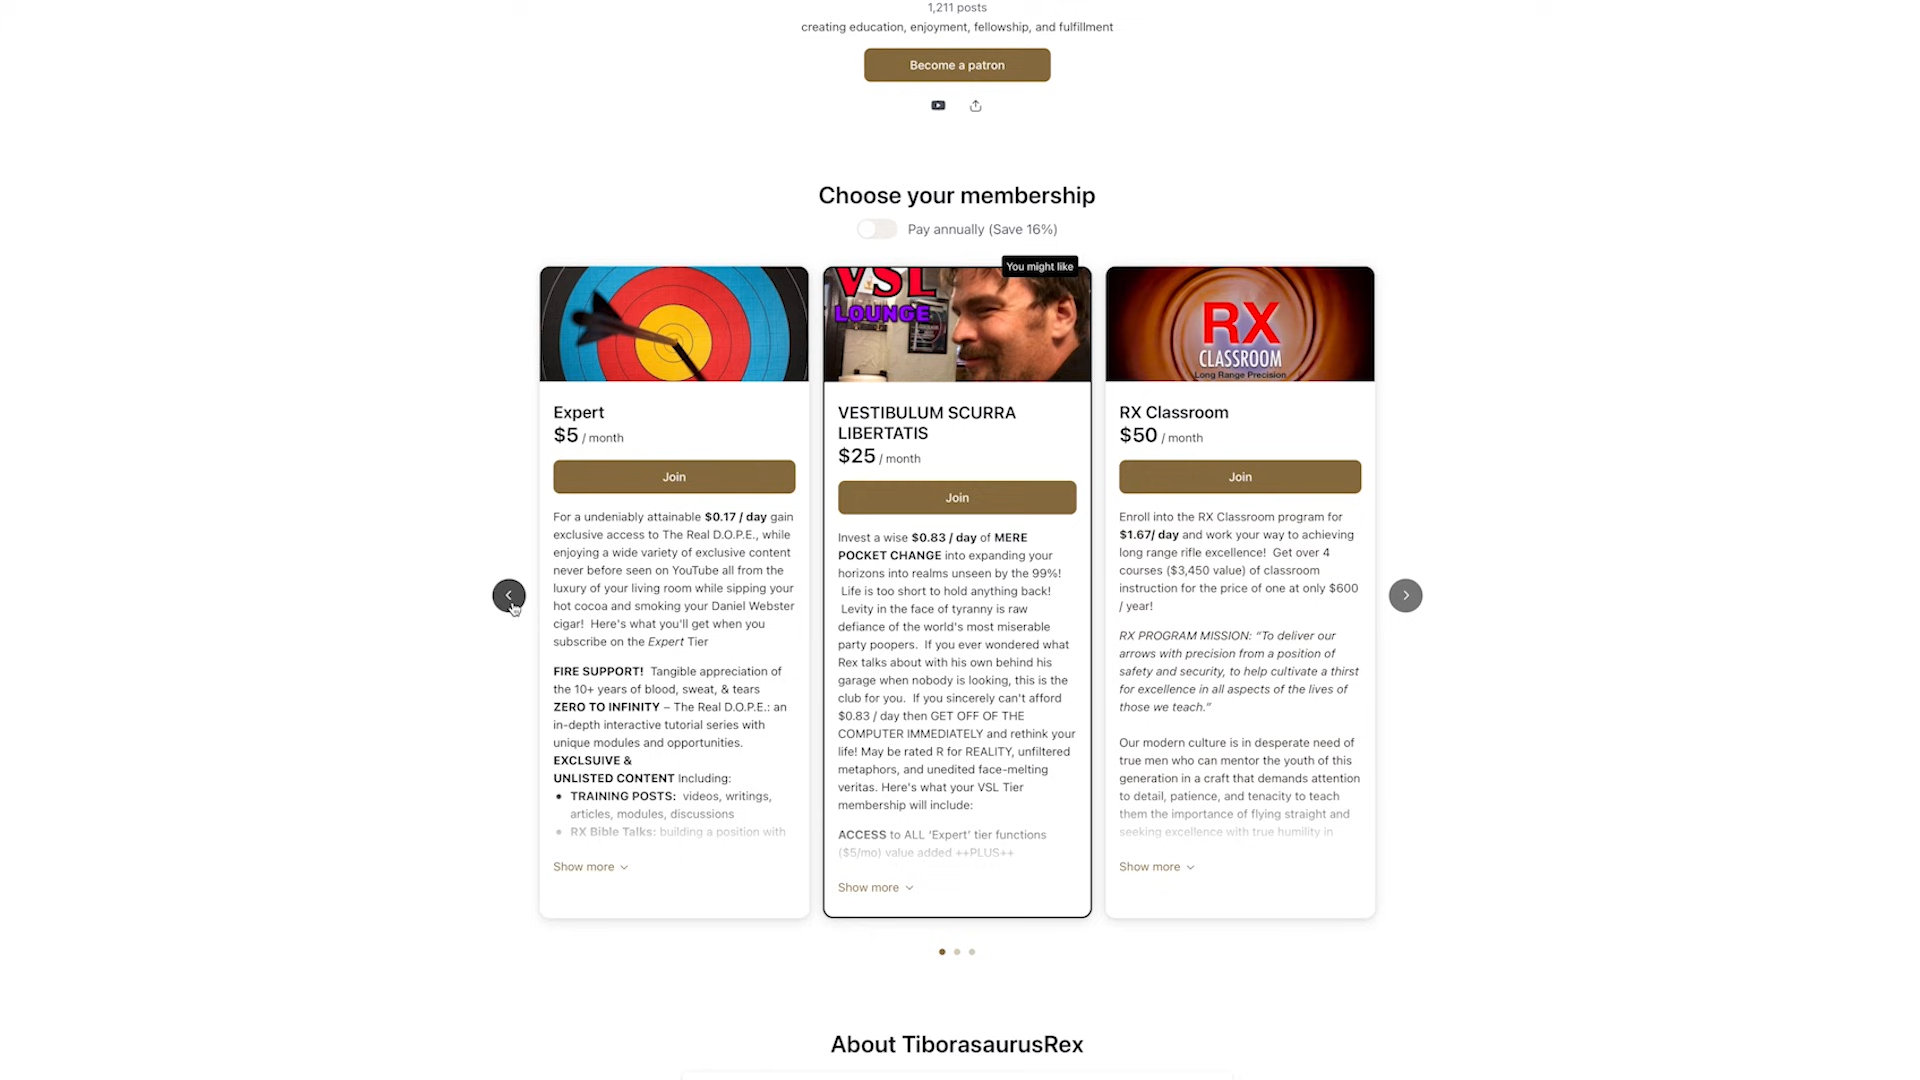 1,211 posts
creating education, enjoyment, fellowship, and fulfillment
Become a patron
Choose your membership
Pay annually (Save 16%)
Expert
$5 / month
Join
For a undeniably attainable $0.17 / day gain
exclusive access to The Real D.O.P.E., while
enjoying a wide variety of exclusive content
never before seen on YouTube all from the
luxury of your living room while sipping your
hot cocoa and smoking your Daniel Webster
cigar!  Here's what you'll get when you
subscribe on the Expert Tier
FIRE SUPPORT!  Tangible appreciation of
the 10+ years of blood, sweat, & tears
ZERO TO INFINITY – The Real D.O.P.E.: an
in-depth interactive tutorial series with
unique modules and opportunities.
EXCLSUIVE &
UNLISTED CONTENT Including:
• TRAINING POSTS:  videos, writings,
articles, modules, discussions
• RX Bible Talks: building a position with
Show more
You might like
VSL
LOUNGE
VESTIBULUM SCURRA
LIBERTATIS
$25 / month
Join
Invest a wise $0.83 / day of MERE
POCKET CHANGE into expanding your
horizons into realms unseen by the 99%!
Life is too short to hold anything back!
Levity in the face of tyranny is raw
defiance of the world's most miserable
party poopers.  If you ever wondered what
Rex talks about with his own behind his
garage when nobody is looking, this is the
club for you.  If you sincerely can't afford
$0.83 / day then GET OFF OF THE
COMPUTER IMMEDIATELY and rethink your
life! May be rated R for REALITY, unfiltered
metaphors, and unedited face-melting
veritas. Here's what your VSL Tier
membership will include:
ACCESS to ALL ‘Expert’ tier functions
($5/mo) value added ++PLUS++
Show more
RX
CLASSROOM
Long Range Precision
RX Classroom
$50 / month
Join
Enroll into the RX Classroom program for
$1.67/ day and work your way to achieving
long range rifle excellence!  Get over 4
courses ($3,450 value) of classroom
instruction for the price of one at only $600
/ year!
RX PROGRAM MISSION: “To deliver our
arrows with precision from a position of
safety and security, to help cultivate a thirst
for excellence in all aspects of the lives of
those we teach.”
Our modern culture is in desperate need of
true men who can mentor the youth of this
generation in a craft that demands attention
to detail, patience, and tenacity to teach
them the importance of flying straight and
seeking excellence with true humility in
Show more
About TiborasaurusRex